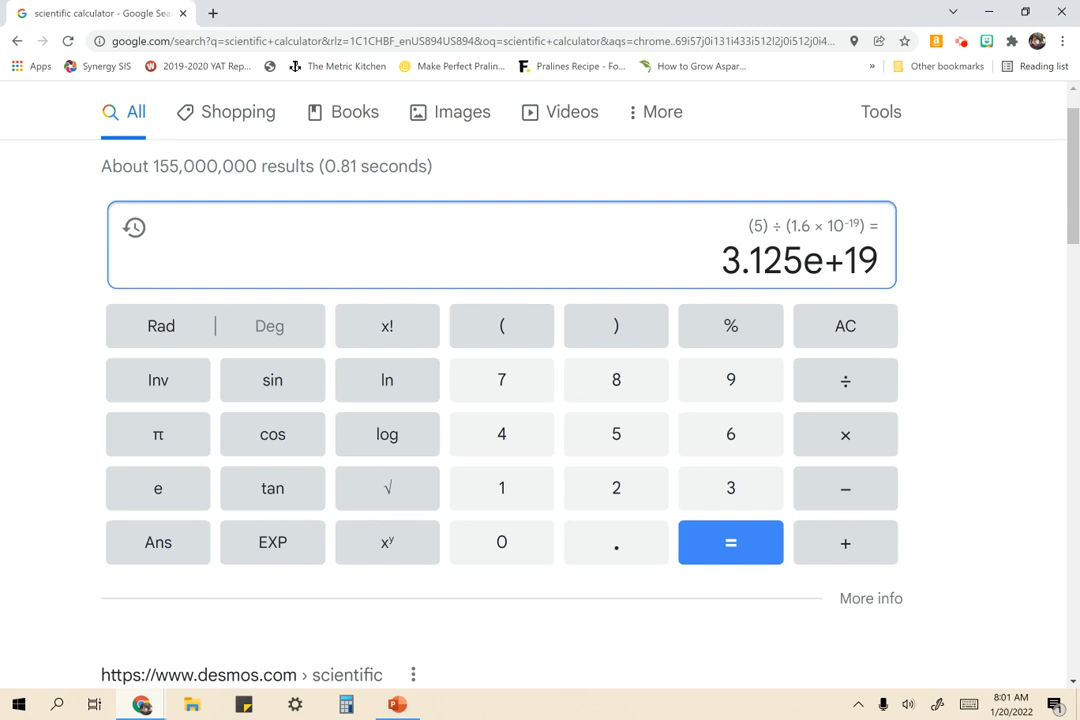 scientific calculator - Google Sea
google.com/search?q=scientific+calculator&rlz=1C1CHBF_enUS894US894&oq=scientific+calculator&aqs=chrome..69i57j0i131i433i512l2j0i512j0i4...
Apps Synergy SIS 2019-2020 YAT Rep... The Metric Kitchen Make Perfect Pralin... Pralines Recipe - Fo... How to Grow Aspar... » Other bookmarks Reading list
All Shopping Books Images Videos More Tools
About 155,000,000 results (0.81 seconds)
(5) ÷ (1.6 × 10⁻¹⁹) =
3.125e+19
Rad | Deg x! ( ) % AC
Inv sin ln 7 8 9 ÷
π cos log 4 5 6 ×
e tan √ 1 2 3 −
Ans EXP xʸ 0 . = +
More info
https://www.desmos.com › scientific
8:01 AM
1/20/2022